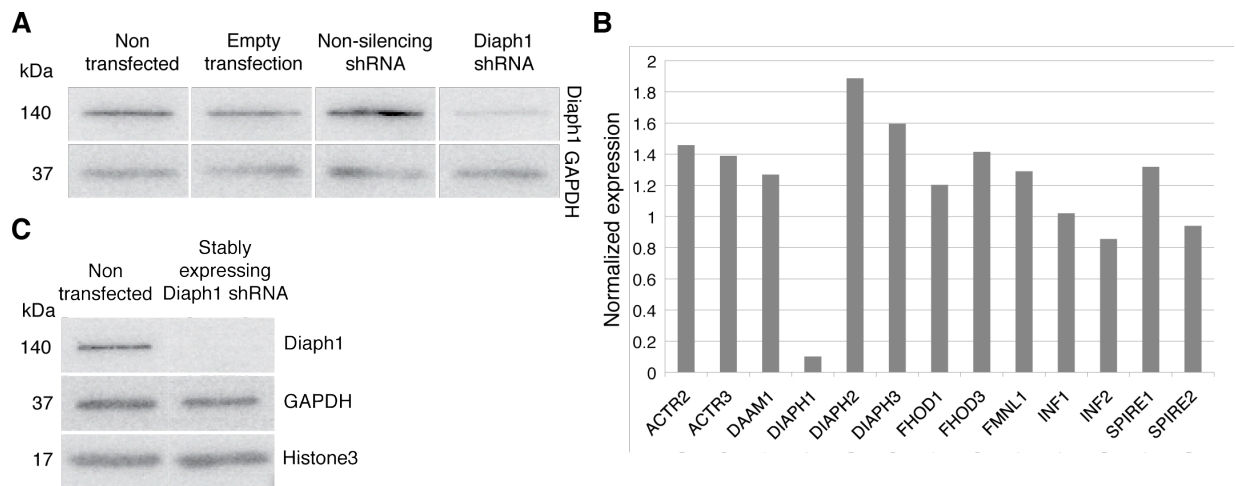 A
Non
transfected
Empty
transfection
Non-silencing
shRNA
Diaph1
shRNA
kDa
140
37
Diaph1
GAPDH
B
Normalized expression
2
1.8
1.6
1.4
1.2
1
0.8
0.6
0.4
0.2
0
ACTR2
ACTR3
DAAM1
DIAPH1
DIAPH2
DIAPH3
FHOD1
FHOD3
FMNL1
INF1
INF2
SPIRE1
SPIRE2
C
Non
transfected
Stably
expressing
Diaph1 shRNA
kDa
140
Diaph1
37
GAPDH
17
Histone3